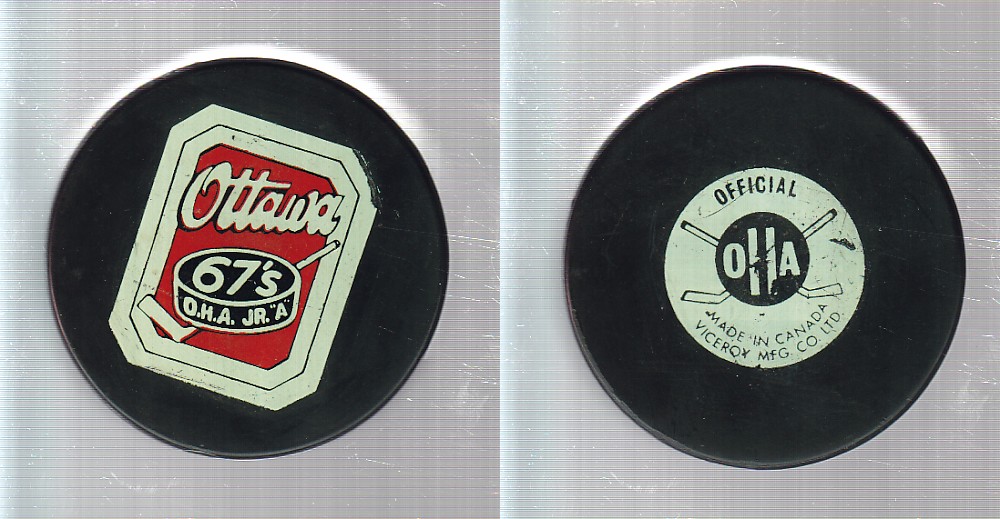 Ottawa
67's
O.H.A. JR. "A"
OFFICIAL
OHA
MADE IN CANADA
VICEROY MFG. CO. LTD.